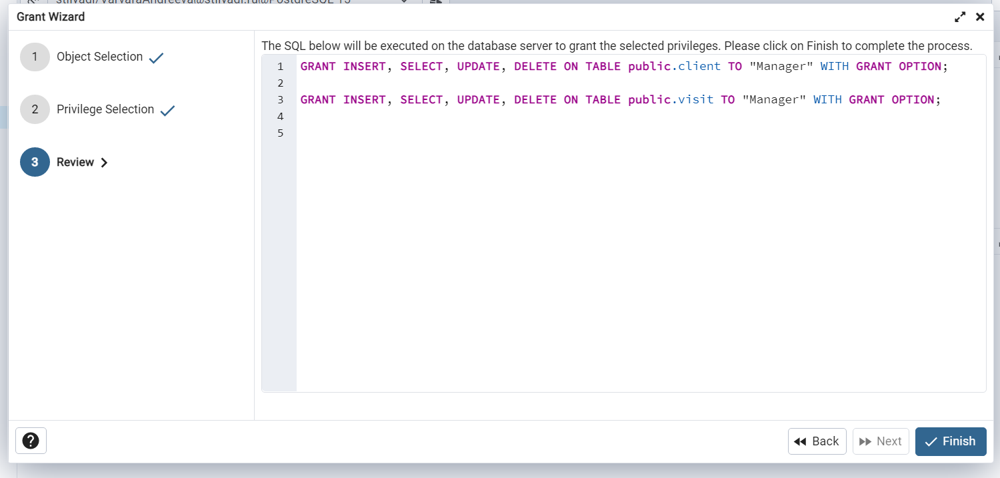 Grant Wizard
1 Object Selection
2 Privilege Selection
3 Review
The SQL below will be executed on the database server to grant the selected privileges. Please click on Finish to complete the process.
1 GRANT INSERT, SELECT, UPDATE, DELETE ON TABLE public.client TO "Manager" WITH GRANT OPTION;
2
3 GRANT INSERT, SELECT, UPDATE, DELETE ON TABLE public.visit TO "Manager" WITH GRANT OPTION;
4
5
? Back Next Finish